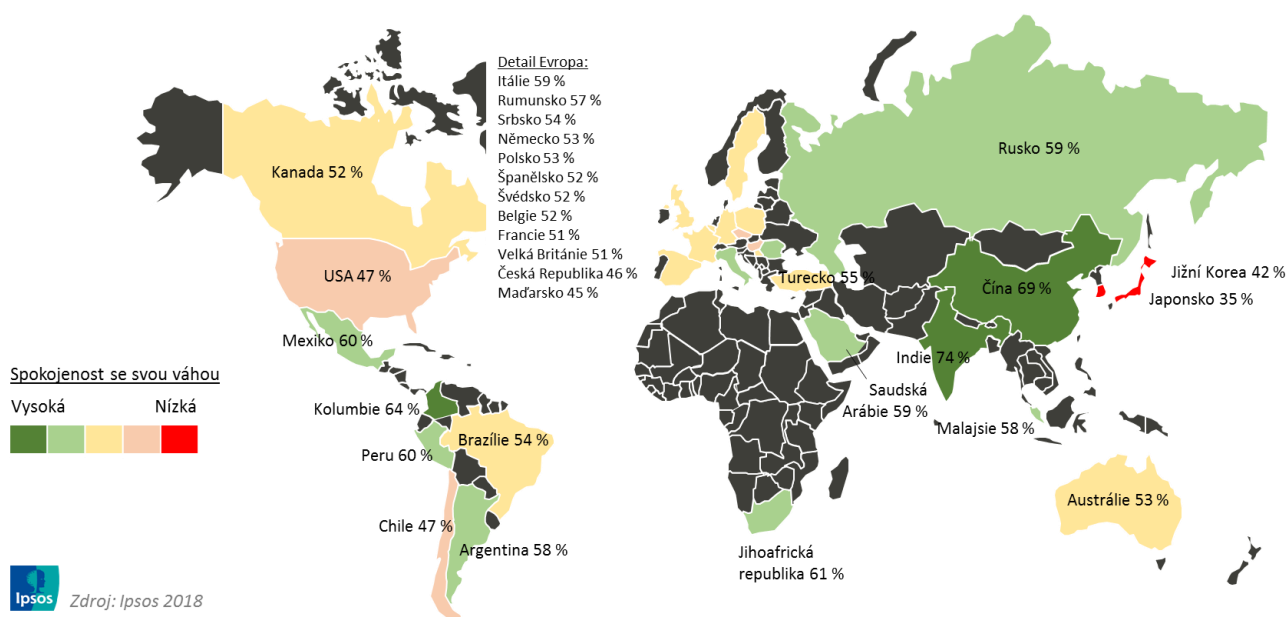 Detail Evropa:
Itálie 59 %
Rumunsko 57 %
Srbsko 54 %
Německo 53 %
Polsko 53 %
Španělsko 52 %
Švédsko 52 %
Belgie 52 %
Francie 51 %
Velká Británie 51 %
Česká Republika 46 %
Maďarsko 45 %
Kanada 52 %
USA 47 %
Mexiko 60 %
Kolumbie 64 %
Brazílie 54 %
Peru 60 %
Chile 47 %
Argentina 58 %
Rusko 59 %
Turecko 55 %
Čína 69 %
Jižní Korea 42 %
Japonsko 35 %
Indie 74 %
Saudská
Arábie 59 %
Malajsie 58 %
Austrálie 53 %
Jihoafrická
republika 61 %
Spokojenost se svou váhou
Vysoká Nízká
Ipsos
Zdroj: Ipsos 2018